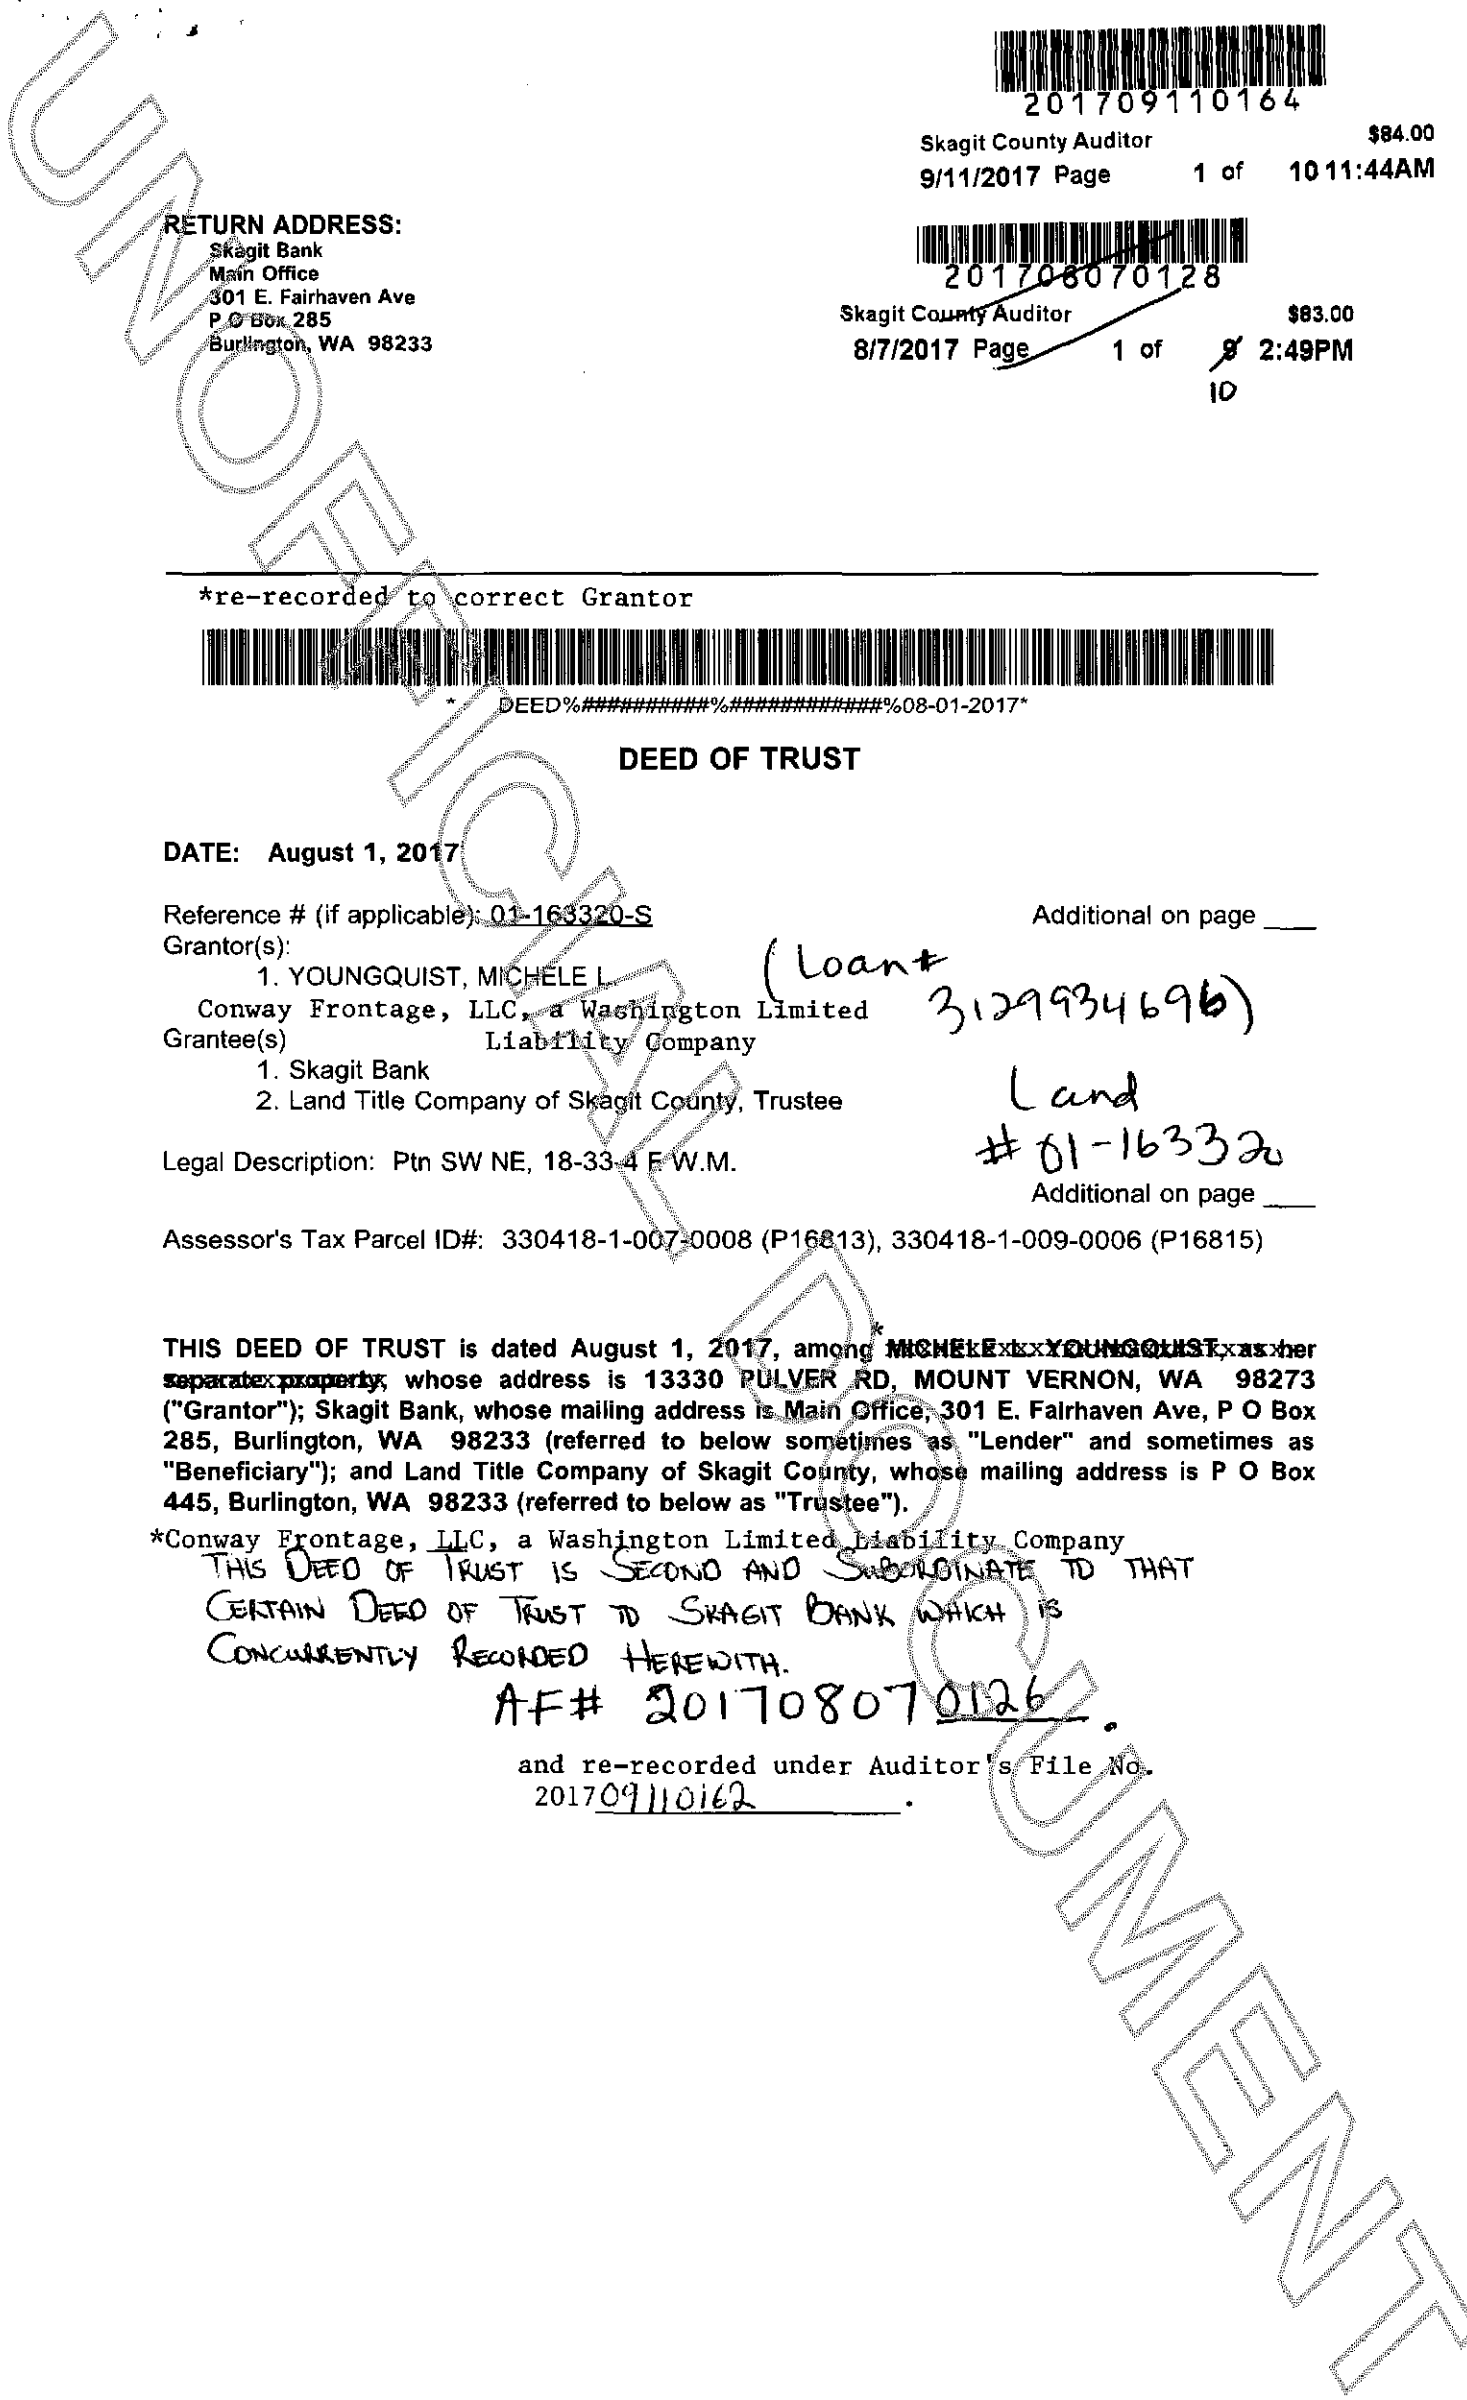 201709110164
Skagit County Auditor $84.00
9/11/2017 Page 1 of 10 11:44AM
RETURN ADDRESS:
Skagit Bank
Main Office
301 E. Fairhaven Ave
P O Box 285
Burlington, WA 98233
201708070128
Skagit County Auditor $83.00
8/7/2017 Page 1 of 9 2:49PM
10
*re-recorded to correct Grantor
* DEED%##########%############%08-01-2017*
DEED OF TRUST
DATE: August 1, 2017
Reference # (if applicable): 01-163320-S Additional on page ___
Grantor(s):
1. YOUNGQUIST, MICHELE L.
Conway Frontage, LLC, a Washington Limited
Liability Company
(Loan#
3129934696)
Grantee(s)
1. Skagit Bank
2. Land Title Company of Skagit County, Trustee
Land
# 01-163320
Legal Description: Ptn SW NE, 18-33-4 E W.M.
Additional on page ___
Assessor's Tax Parcel ID#: 330418-1-007-0008 (P16813), 330418-1-009-0006 (P16815)
THIS DEED OF TRUST is dated August 1, 2017, among *MICHELE L. YOUNGQUIST, as her
separate property, whose address is 13330 PULVER RD, MOUNT VERNON, WA 98273
("Grantor"); Skagit Bank, whose mailing address is Main Office, 301 E. Fairhaven Ave, P O Box
285, Burlington, WA 98233 (referred to below sometimes as "Lender" and sometimes as
"Beneficiary"); and Land Title Company of Skagit County, whose mailing address is P O Box
445, Burlington, WA 98233 (referred to below as "Trustee").
*Conway Frontage, LLC, a Washington Limited Liability Company
THIS DEED OF TRUST IS SECOND AND SUBORDINATE TO THAT
CERTAIN DEED OF TRUST TO SKAGIT BANK WHICH IS
CONCURRENTLY RECORDED HEREWITH.
AF# 201708070126.
and re-recorded under Auditor's File No.
201709110162.
UNOFFICIAL DOCUMENT